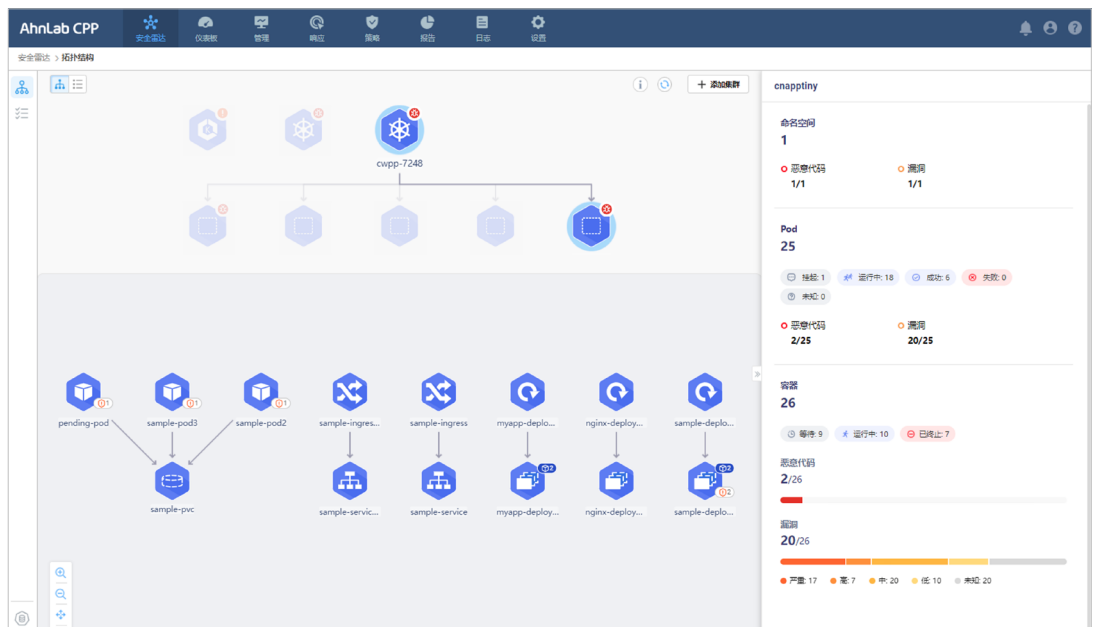 AhnLab CPP
安全雷达
仪表板
管理
响应
策略
报告
日志
设置
安全雷达 > 拓扑结构
+ 添加集群
cwpp-7248
pending-pod
sample-pod3
sample-pod2
sample-ingres...
sample-ingress
myapp-deplo...
nginx-deploy...
sample-deplo...
1
1
1
sample-pvc
sample-servic...
sample-service
myapp-deploy...
nginx-deploy...
sample-deplo...
2
2
2
cnapptiny
命名空间
1
恶意代码
1/1
漏洞
1/1
Pod
25
挂起: 1
运行中: 18
成功: 6
失败: 0
未知: 0
恶意代码
2/25
漏洞
20/25
容器
26
等待: 9
运行中: 10
已终止: 7
恶意代码
2/26
漏洞
20/26
严重: 17
高: 7
中: 20
低: 10
未知: 20